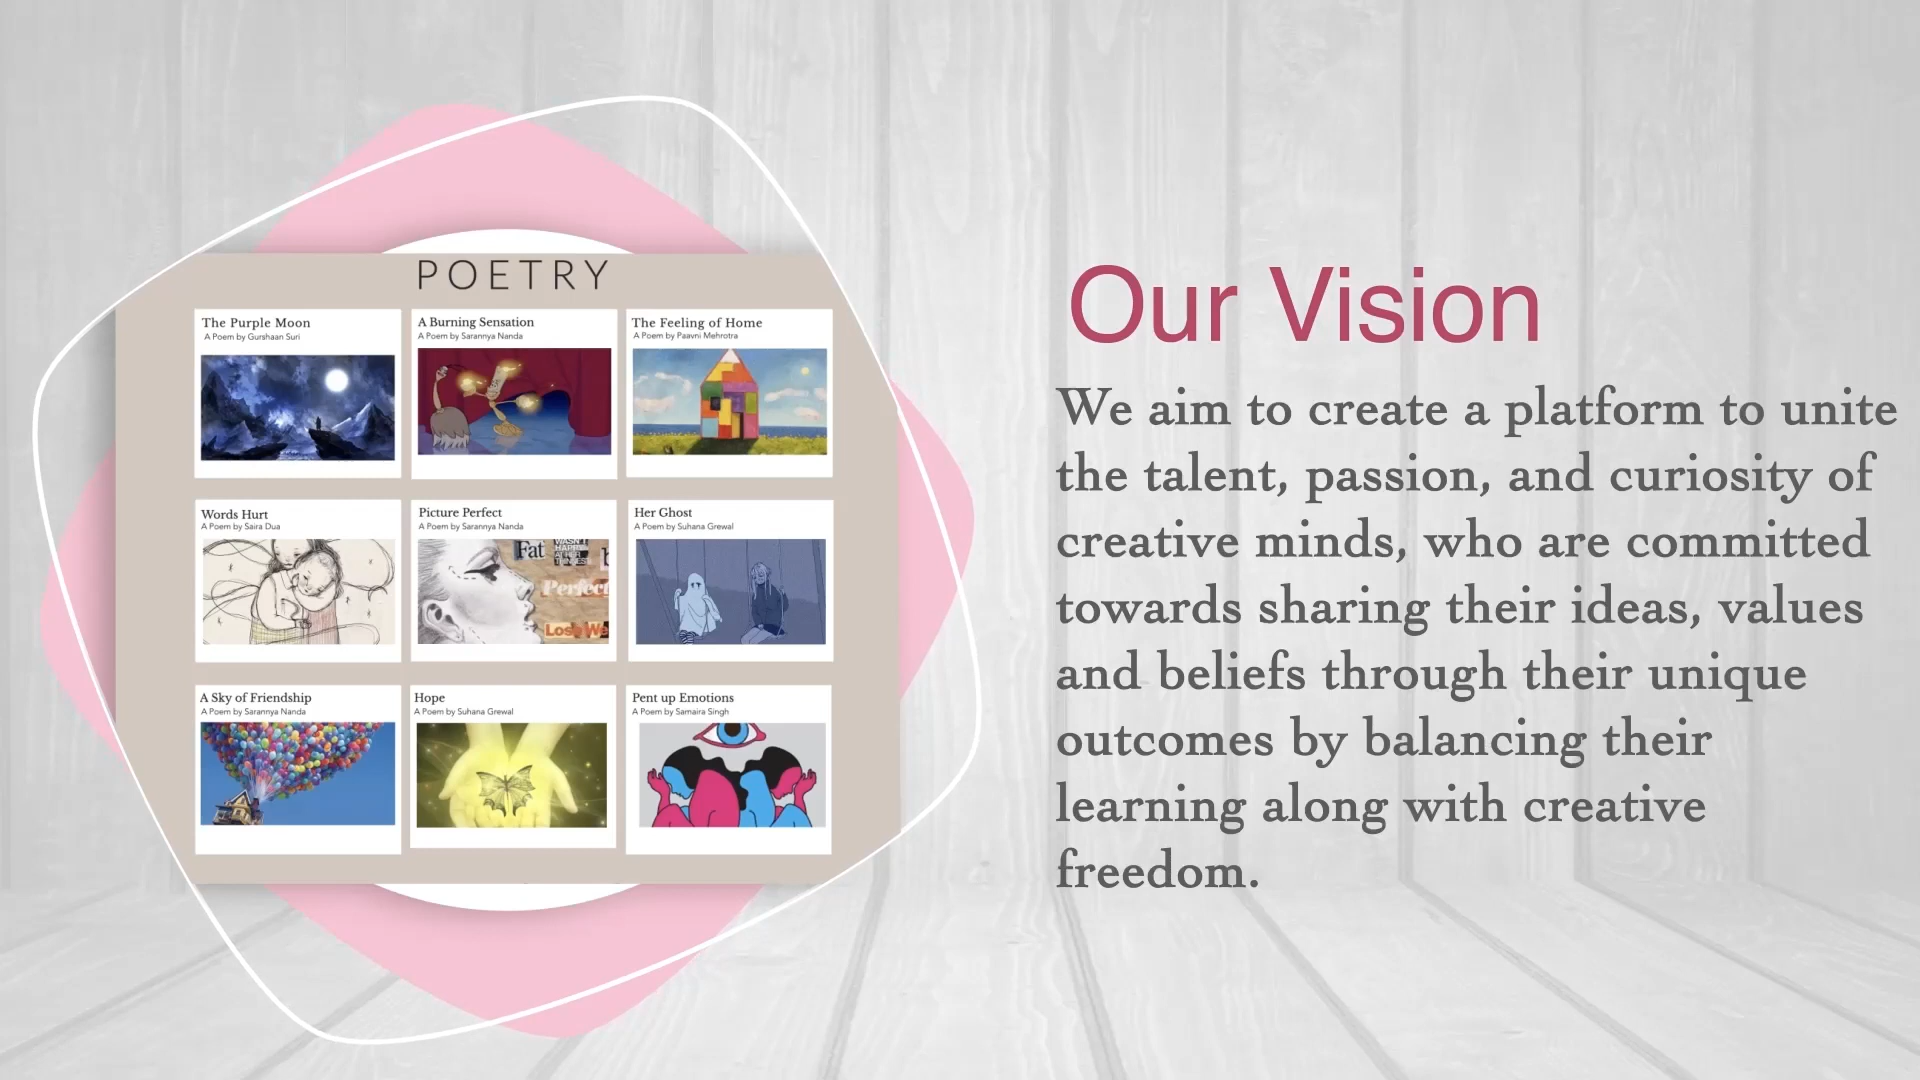 POETRY
The Purple Moon
A Poem by Gurshaan Suri
A Burning Sensation
A Poem by Sarannya Nanda
The Feeling of Home
A Poem by Paavni Mehrotra
Words Hurt
A Poem by Saira Dua
Picture Perfect
A Poem by Sarannya Nanda
Fat
Perfect
Her Ghost
A Poem by Suhana Grewal
A Sky of Friendship
A Poem by Sarannya Nanda
Hope
A Poem by Suhana Grewal
Pent up Emotions
A Poem by Samaira Singh
Our Vision
We aim to create a platform to unite
the talent, passion, and curiosity of
creative minds, who are committed
towards sharing their ideas, values
and beliefs through their unique
outcomes by balancing their
learning along with creative
freedom.